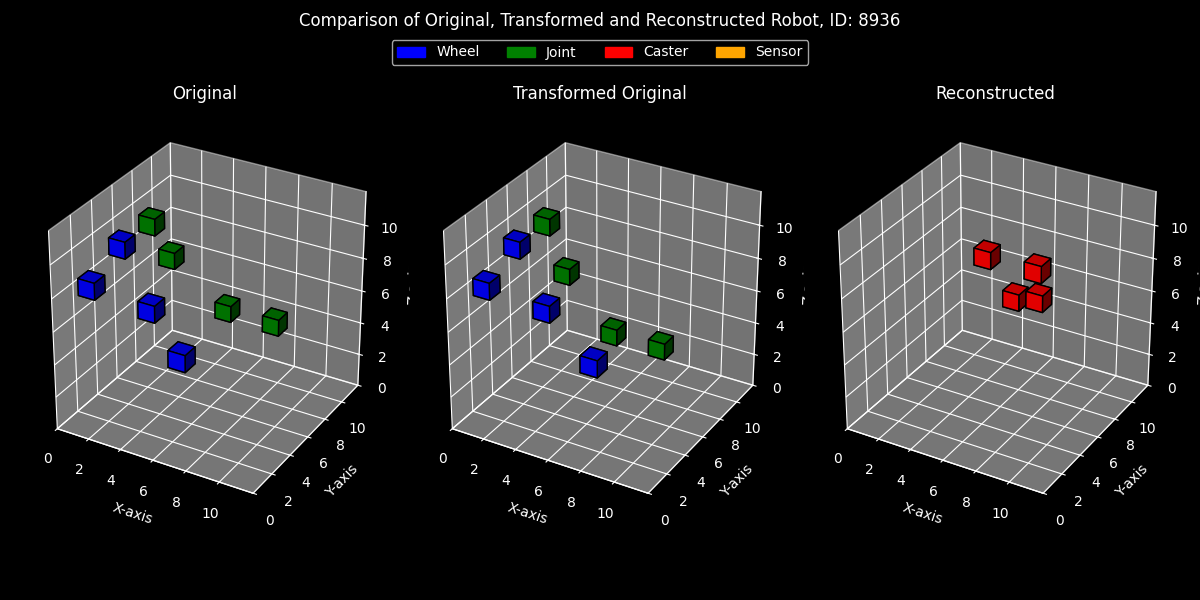 Comparison of Original, Transformed and Reconstructed Robot, ID: 8936
Wheel Joint Caster Sensor
Original Transformed Original Reconstructed
10 10 10
8 8 8
6 6 6
4 4 4
2 2 2
0 0 0
0 2 4 6 8 10 0 2 4 6 8 10 0 2 4 6 8 10
0 2 4 6 8 10 0 2 4 6 8 10 0 2 4 6 8 10
X-axis Y-axis X-axis Y-axis X-axis Y-axis